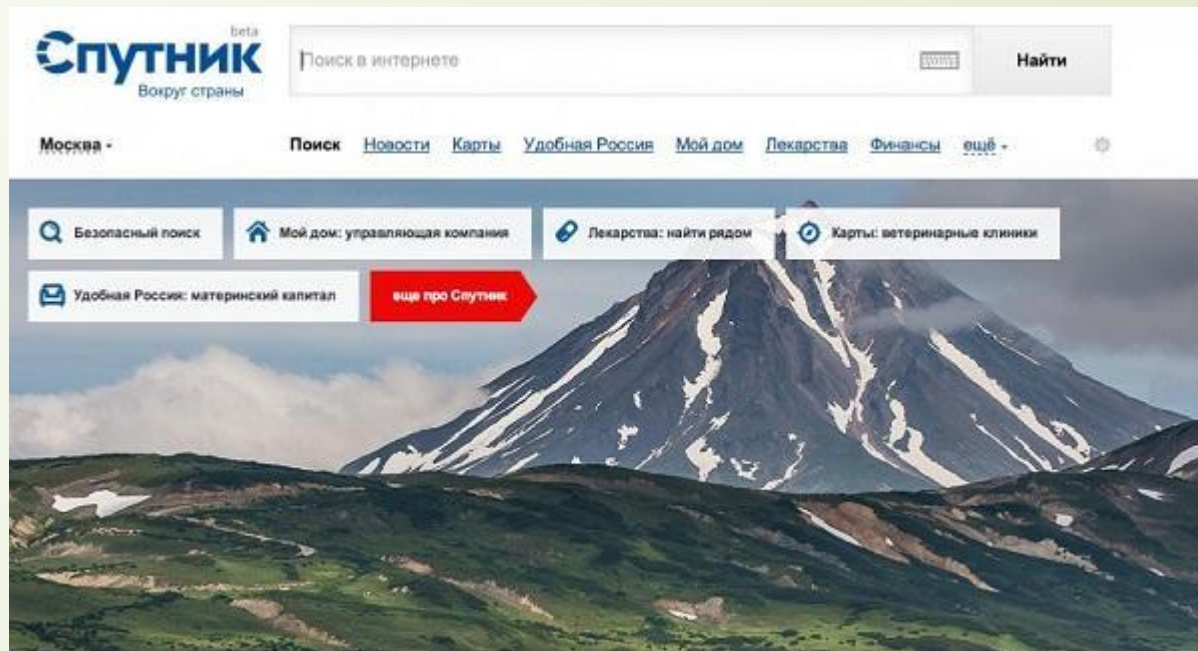 beta
Спутник
Вокруг страны
Поиск в интернете
Найти
Москва
Поиск Новости Карты Удобная Россия Мой дом Лекарства Финансы ещё
Безопасный поиск Мой дом: управляющая компания Лекарства: найти рядом Карты: ветеринарные клиники
Удобная Россия: материнский капитал еще про Спутник